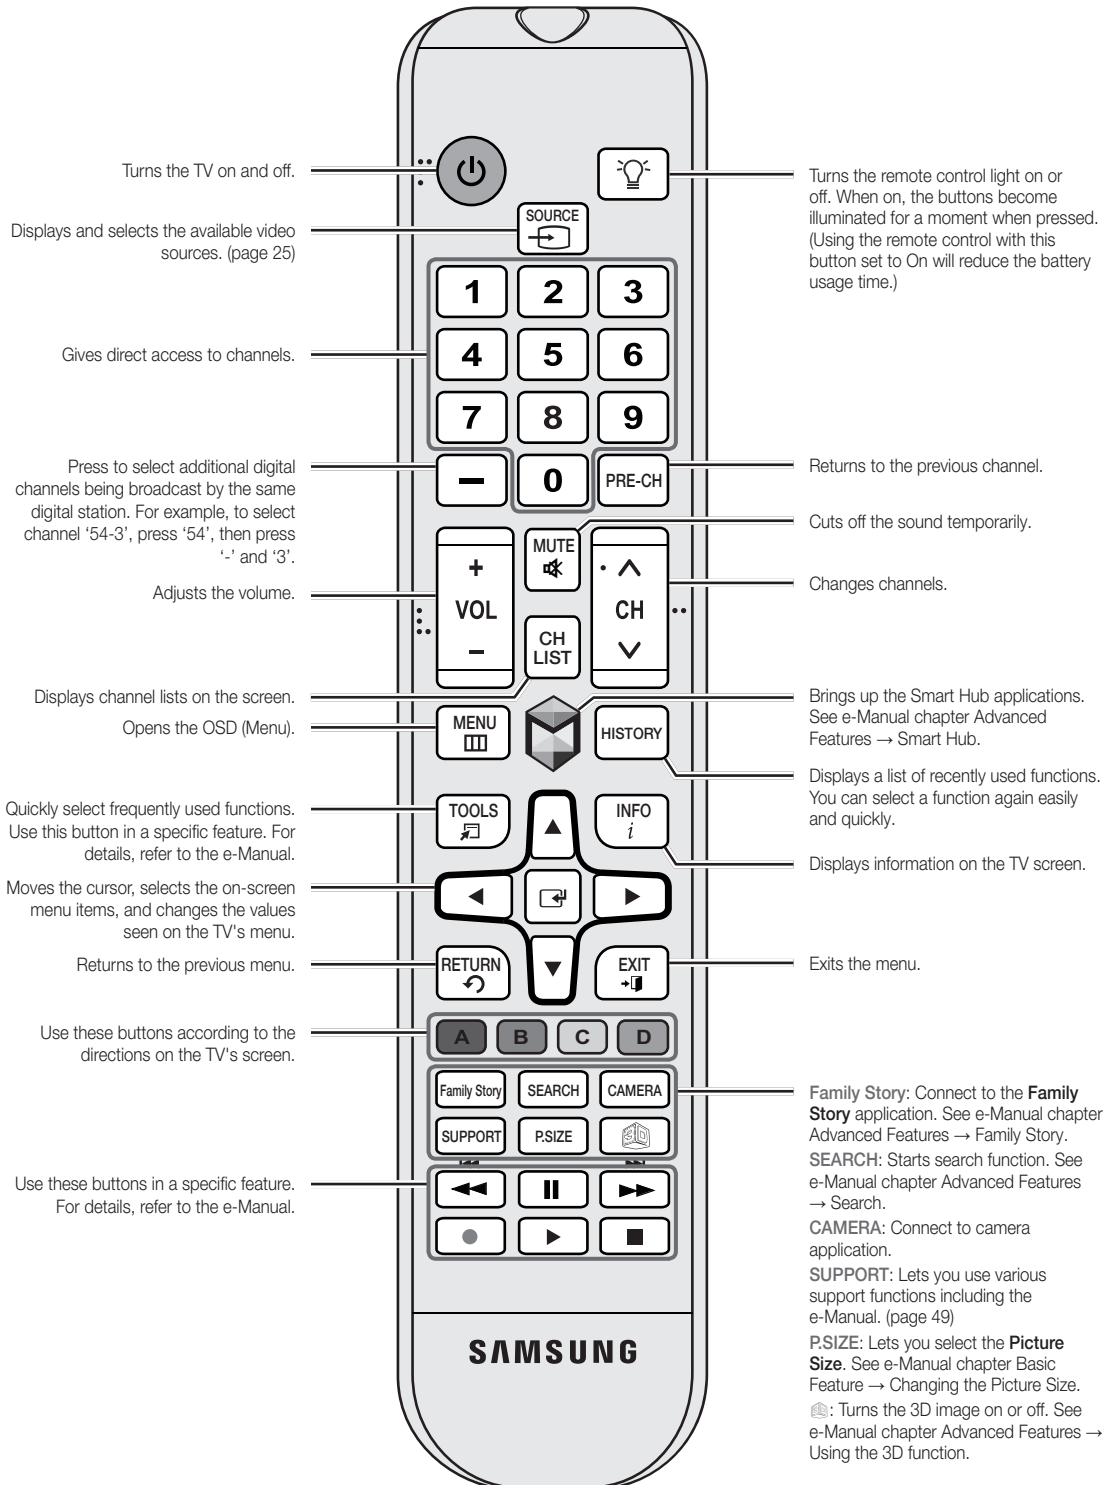 Turns the TV on and off.
Displays and selects the available video
sources. (page 25)
Gives direct access to channels.
Press to select additional digital
channels being broadcast by the same
digital station. For example, to select
channel ‘54-3’, press ‘54’, then press
‘-’ and ‘3’.
Adjusts the volume.
Displays channel lists on the screen.
Opens the OSD (Menu).
Quickly select frequently used functions.
Use this button in a specific feature. For
details, refer to the e-Manual.
Moves the cursor, selects the on-screen
menu items, and changes the values
seen on the TV's menu.
Returns to the previous menu.
Use these buttons according to the
directions on the TV's screen.
Use these buttons in a specific feature.
For details, refer to the e-Manual.
SOURCE
1 2 3
4 5 6
7 8 9
– 0 PRE-CH
+
VOL
–
MUTE
CH
LIST
CH
MENU
HISTORY
TOOLS
INFO
i
RETURN
EXIT
A B C D
Family Story SEARCH CAMERA
SUPPORT P.SIZE 3D
SAMSUNG
Turns the remote control light on or
off. When on, the buttons become
illuminated for a moment when pressed.
(Using the remote control with this
button set to On will reduce the battery
usage time.)
Returns to the previous channel.
Cuts off the sound temporarily.
Changes channels.
Brings up the Smart Hub applications.
See e-Manual chapter Advanced
Features → Smart Hub.
Displays a list of recently used functions.
You can select a function again easily
and quickly.
Displays information on the TV screen.
Exits the menu.
Family Story: Connect to the Family
Story application. See e-Manual chapter
Advanced Features → Family Story.
SEARCH: Starts search function. See
e-Manual chapter Advanced Features
→ Search.
CAMERA: Connect to camera
application.
SUPPORT: Lets you use various
support functions including the
e-Manual. (page 49)
P.SIZE: Lets you select the Picture
Size. See e-Manual chapter Basic
Feature → Changing the Picture Size.
: Turns the 3D image on or off. See
e-Manual chapter Advanced Features →
Using the 3D function.